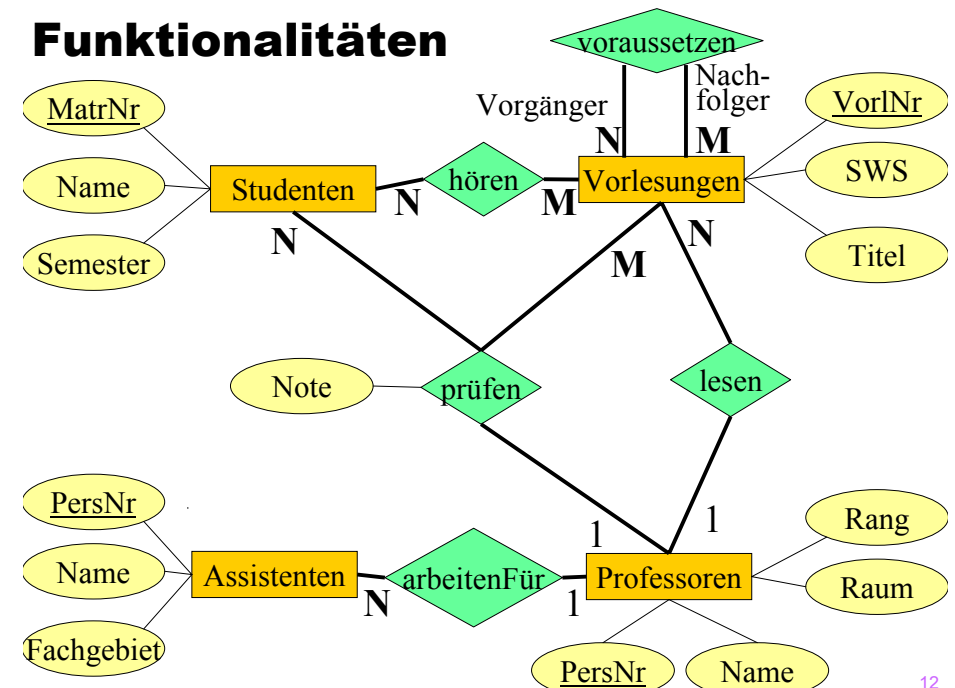 Funktionalitäten
voraussetzen
Nach-
folger
Vorgänger
N
M
MatrNr
Name
Semester
Studenten
N
hören
M
Vorlesungen
VorlNr
SWS
Titel
N
M
N
Note
prüfen
lesen
1
1
PersNr
Name
Fachgebiet
Assistenten
N
arbeitenFür
1
Professoren
Rang
Raum
PersNr
Name
12